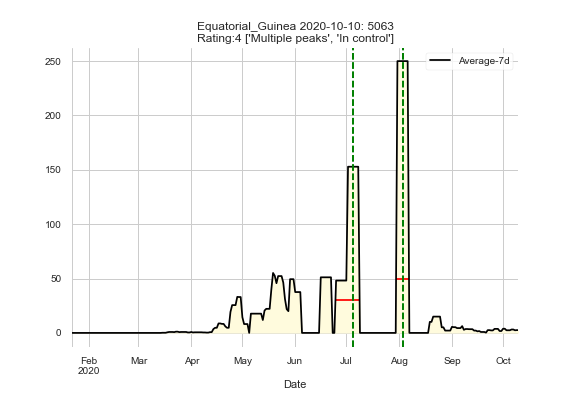 Equatorial_Guinea 2020-10-10: 5063
Rating:4 ['Multiple peaks', 'In control']
Average-7d
250
200
150
100
50
0
Feb Mar Apr May Jun Jul Aug Sep Oct
2020
Date